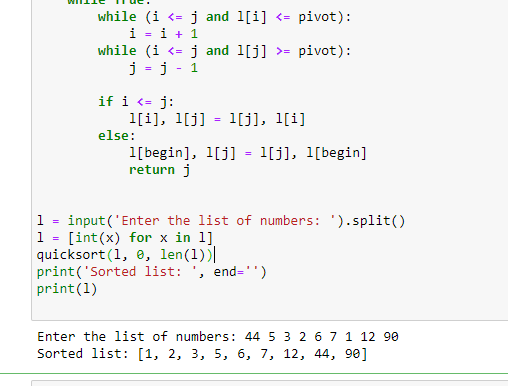 while True:
while (i <= j and l[i] <= pivot):
i = i + 1
while (i <= j and l[j] >= pivot):
j = j - 1
if i <= j:
l[i], l[j] = l[j], l[i]
else:
l[begin], l[j] = l[j], l[begin]
return j
l = input('Enter the list of numbers: ').split()
l = [int(x) for x in l]
quicksort(l, 0, len(l))
print('Sorted list: ', end='')
print(l)
Enter the list of numbers: 44 5 3 2 6 7 1 12 90
Sorted list: [1, 2, 3, 5, 6, 7, 12, 44, 90]